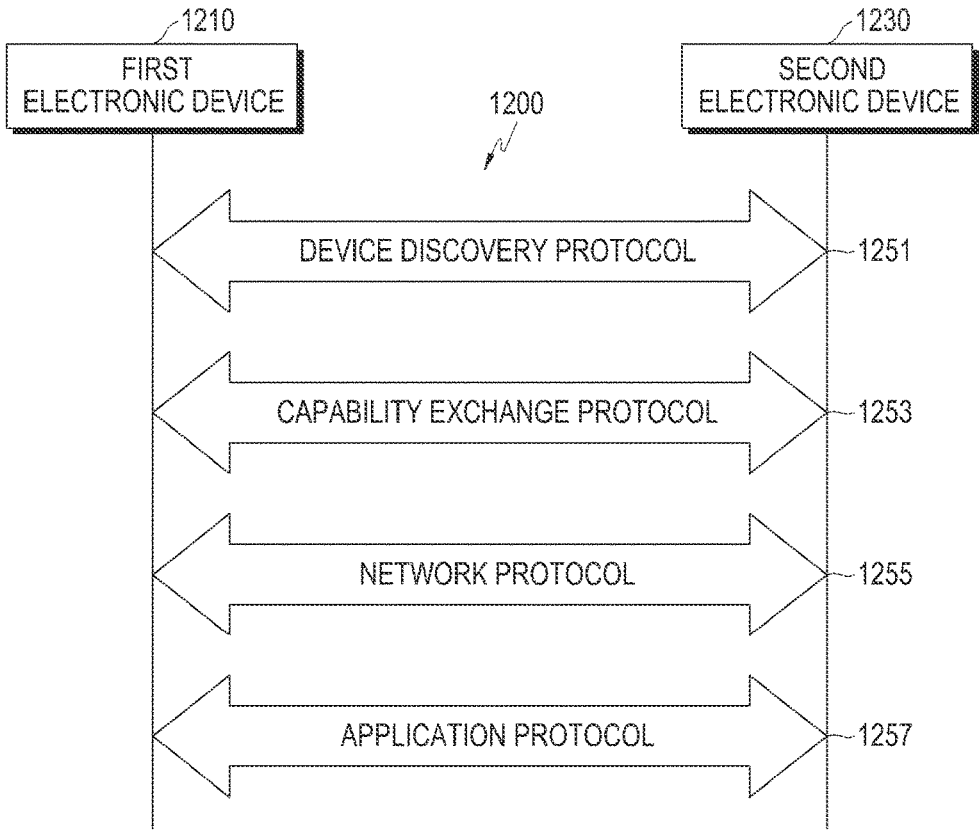 1210
1230
FIRST
ELECTRONIC DEVICE
SECOND
ELECTRONIC DEVICE
1200
DEVICE DISCOVERY PROTOCOL
1251
CAPABILITY EXCHANGE PROTOCOL
1253
NETWORK PROTOCOL
1255
APPLICATION PROTOCOL
1257